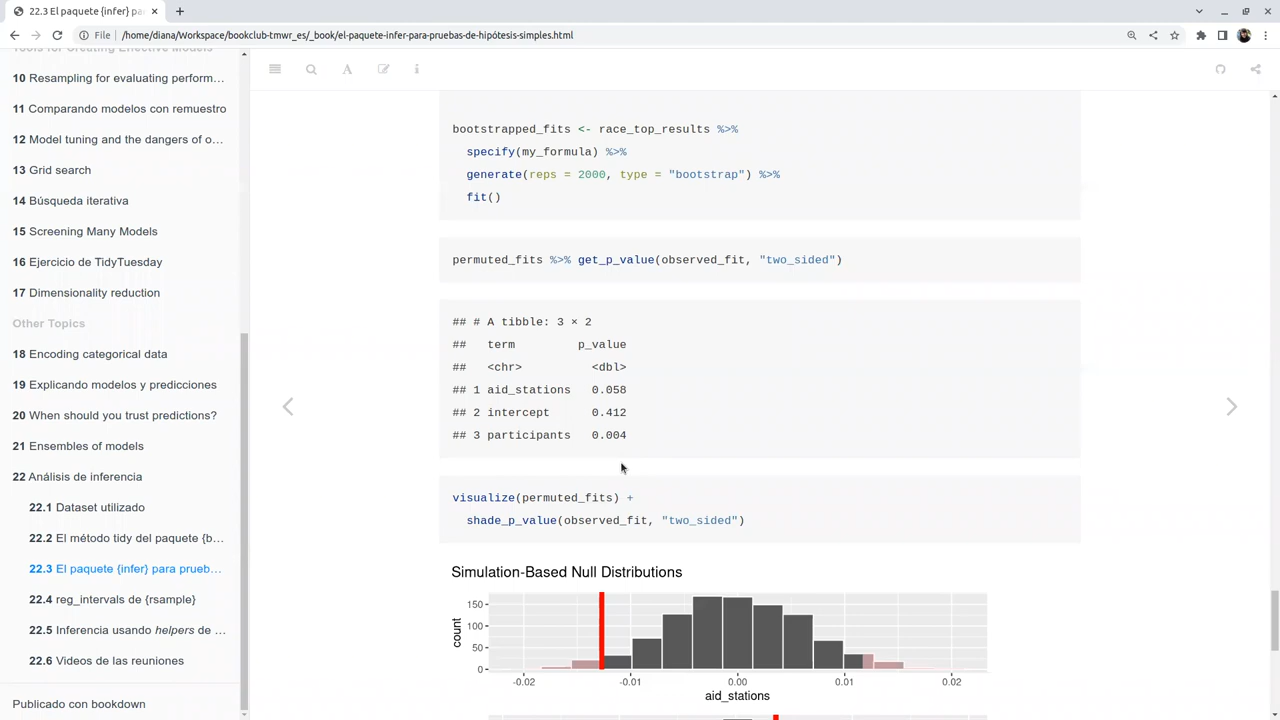 22.3 El paquete {infer} pa
File
/home/diana/Workspace/bookclub-tmwr_es/_book/el-paquete-infer-para-pruebas-de-hipótesis-simples.html
Tools for Creating Effective Models
10 Resampling for evaluating perform…
11 Comparando modelos con remuestro
12 Model tuning and the dangers of o…
13 Grid search
14 Búsqueda iterativa
15 Screening Many Models
16 Ejercicio de TidyTuesday
17 Dimensionality reduction
Other Topics
18 Encoding categorical data
19 Explicando modelos y predicciones
20 When should you trust predictions?
21 Ensembles of models
22 Análisis de inferencia
22.1 Dataset utilizado
22.2 El método tidy del paquete {b…
22.3 El paquete {infer} para prueb…
22.4 reg_intervals de {rsample}
22.5 Inferencia usando helpers de …
22.6 Videos de las reuniones
Publicado con bookdown
bootstrapped_fits <- race_top_results %>%
specify(my_formula) %>%
generate(reps = 2000, type = "bootstrap") %>%
fit()
permuted_fits %>% get_p_value(observed_fit, "two_sided")
## # A tibble: 3 × 2
## term p_value
## <chr> <dbl>
## 1 aid_stations 0.058
## 2 intercept 0.412
## 3 participants 0.004
visualize(permuted_fits) +
shade_p_value(observed_fit, "two_sided")
Simulation-Based Null Distributions
150
100
50
0
count
-0.02 -0.01 0.00 0.01 0.02
aid_stations